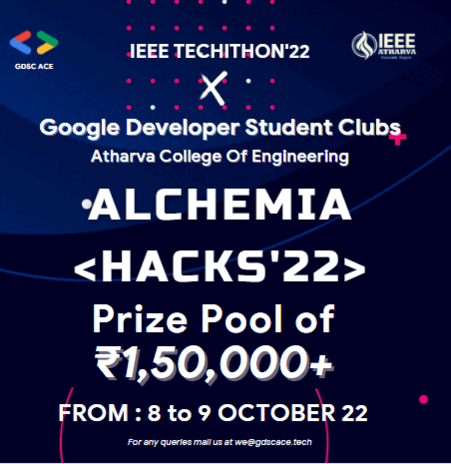 GDSC ACE
IEEE TECHITHON'22
IEEE
ATHARVA
X
Google Developer Student Clubs
Atharva College Of Engineering
ALCHEMIA
<HACKS'22>
Prize Pool of
₹1,50,000+
FROM : 8 to 9 OCTOBER 22
For any queries mail us at we@gdscace.tech